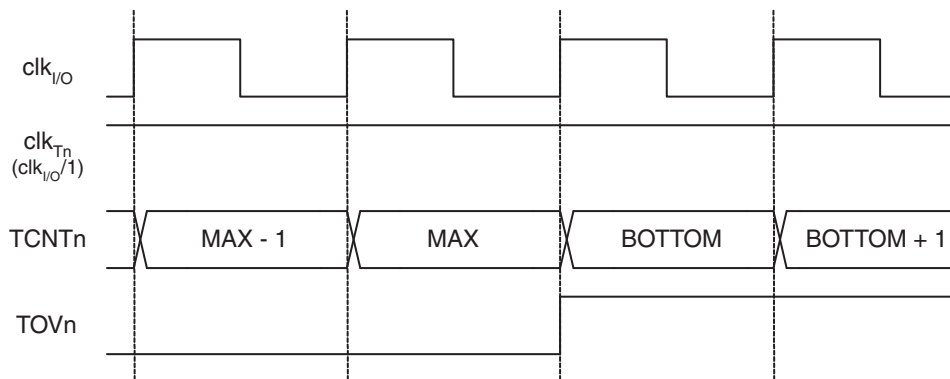 clkI/O
clkTn
(clkI/O/1)
TCNTn MAX - 1 MAX BOTTOM BOTTOM + 1
TOVn